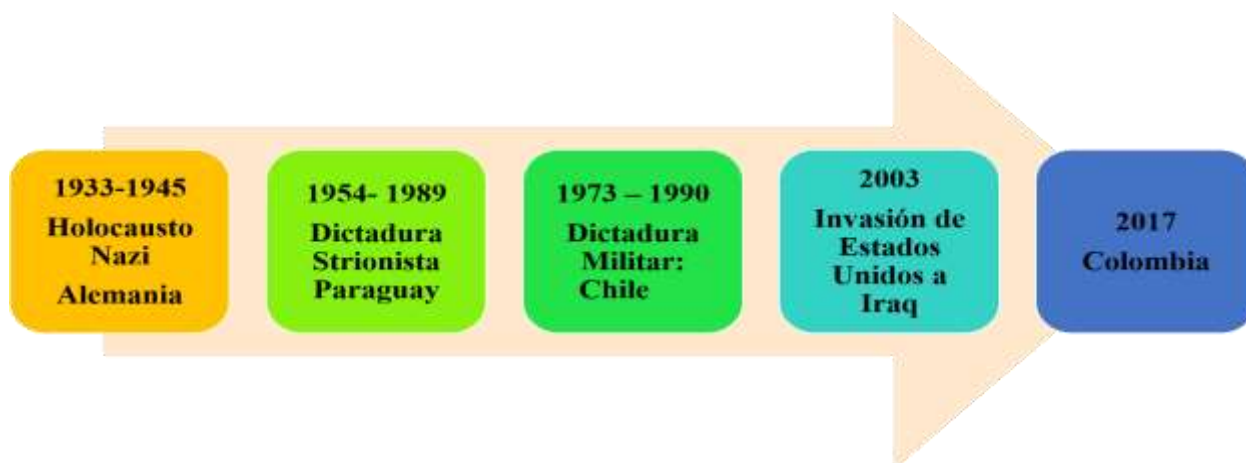 1933-1945
Holocausto
Nazi
Alemania
1954- 1989
Dictadura
Strionista
Paraguay
1973 – 1990
Dictadura
Militar:
Chile
2003
Invasión de
Estados
Unidos a
Iraq
2017
Colombia